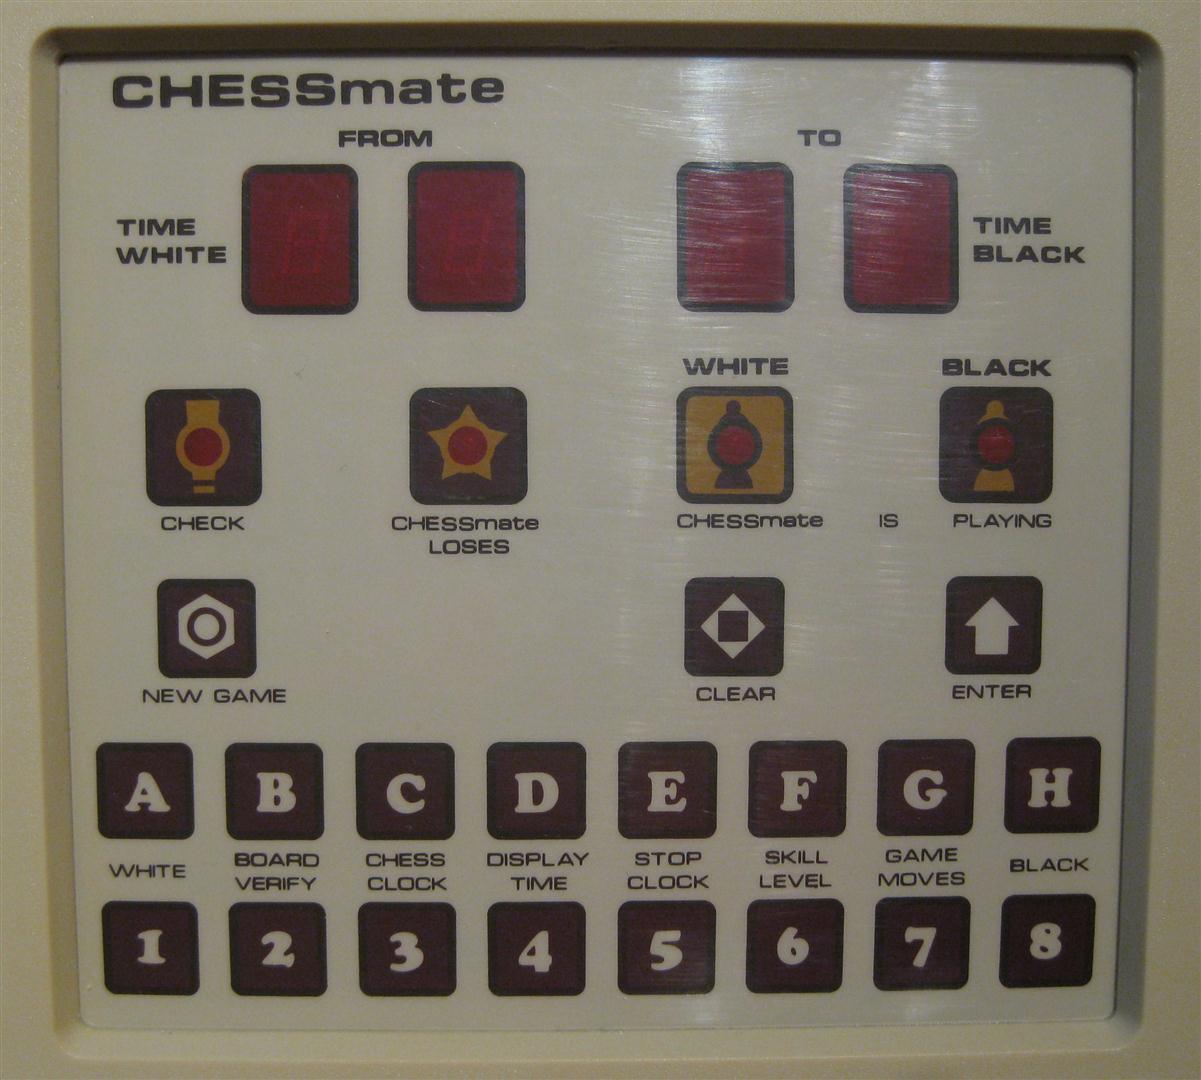 CHESSmate
FROM TO
TIME
WHITE
TIME
BLACK
WHITE BLACK
CHECK
CHESSmate
LOSES
CHESSmate IS PLAYING
NEW GAME CLEAR ENTER
A B C D E F G H
WHITE
BOARD
VERIFY
CHESS
CLOCK
DISPLAY
TIME
STOP
CLOCK
SKILL
LEVEL
GAME
MOVES
BLACK
1 2 3 4 5 6 7 8